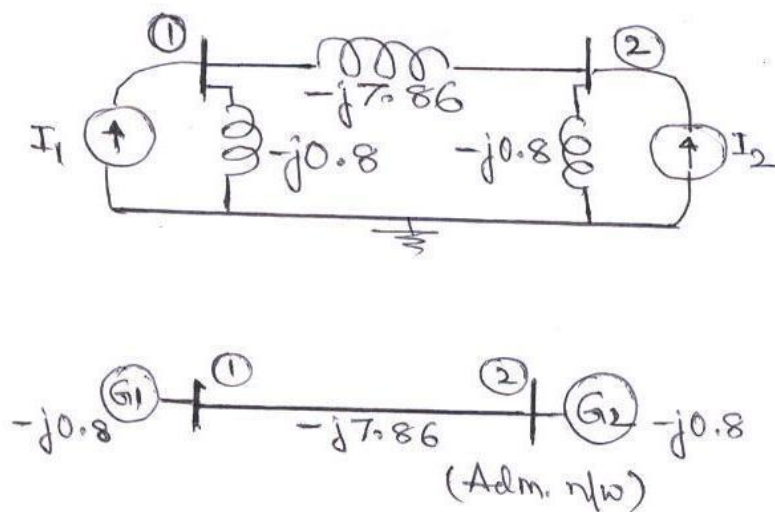 ① ②
-j7.86
I1 -j0.8 -j0.8 I2
① ②
G1 G2
-j0.8 -j7.86 -j0.8
(Adm. n/w)